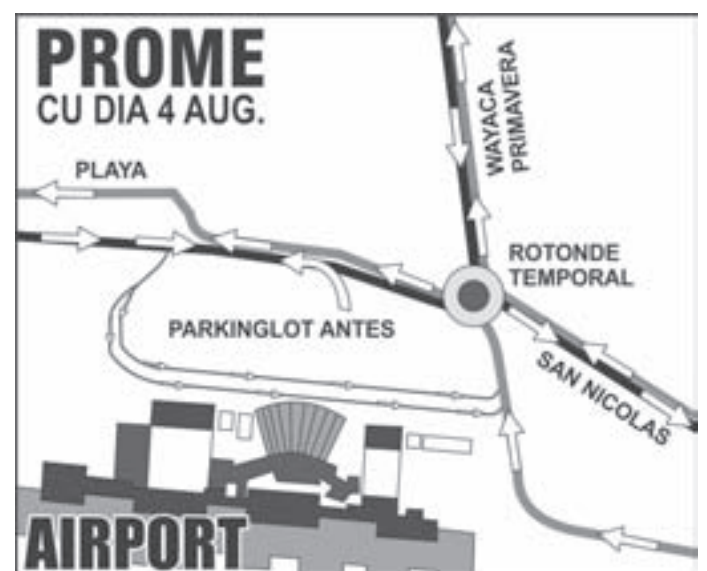 PROME
CU DIA 4 AUG.
PLAYA
WAYACA
PRIMAVERA
ROTONDE
TEMPORAL
PARKINGLOT ANTES
SAN NICOLAS
AIRPORT